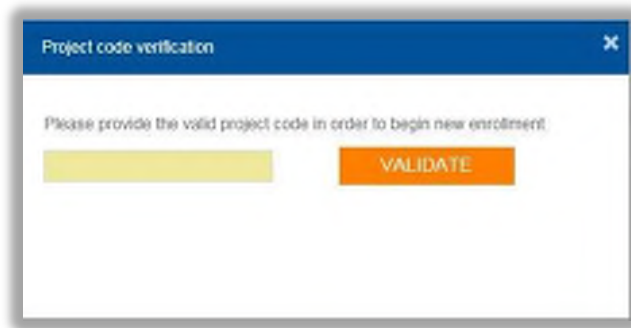 Project code verification
Please provide the valid project code in order to begin new enrollment
VALIDATE